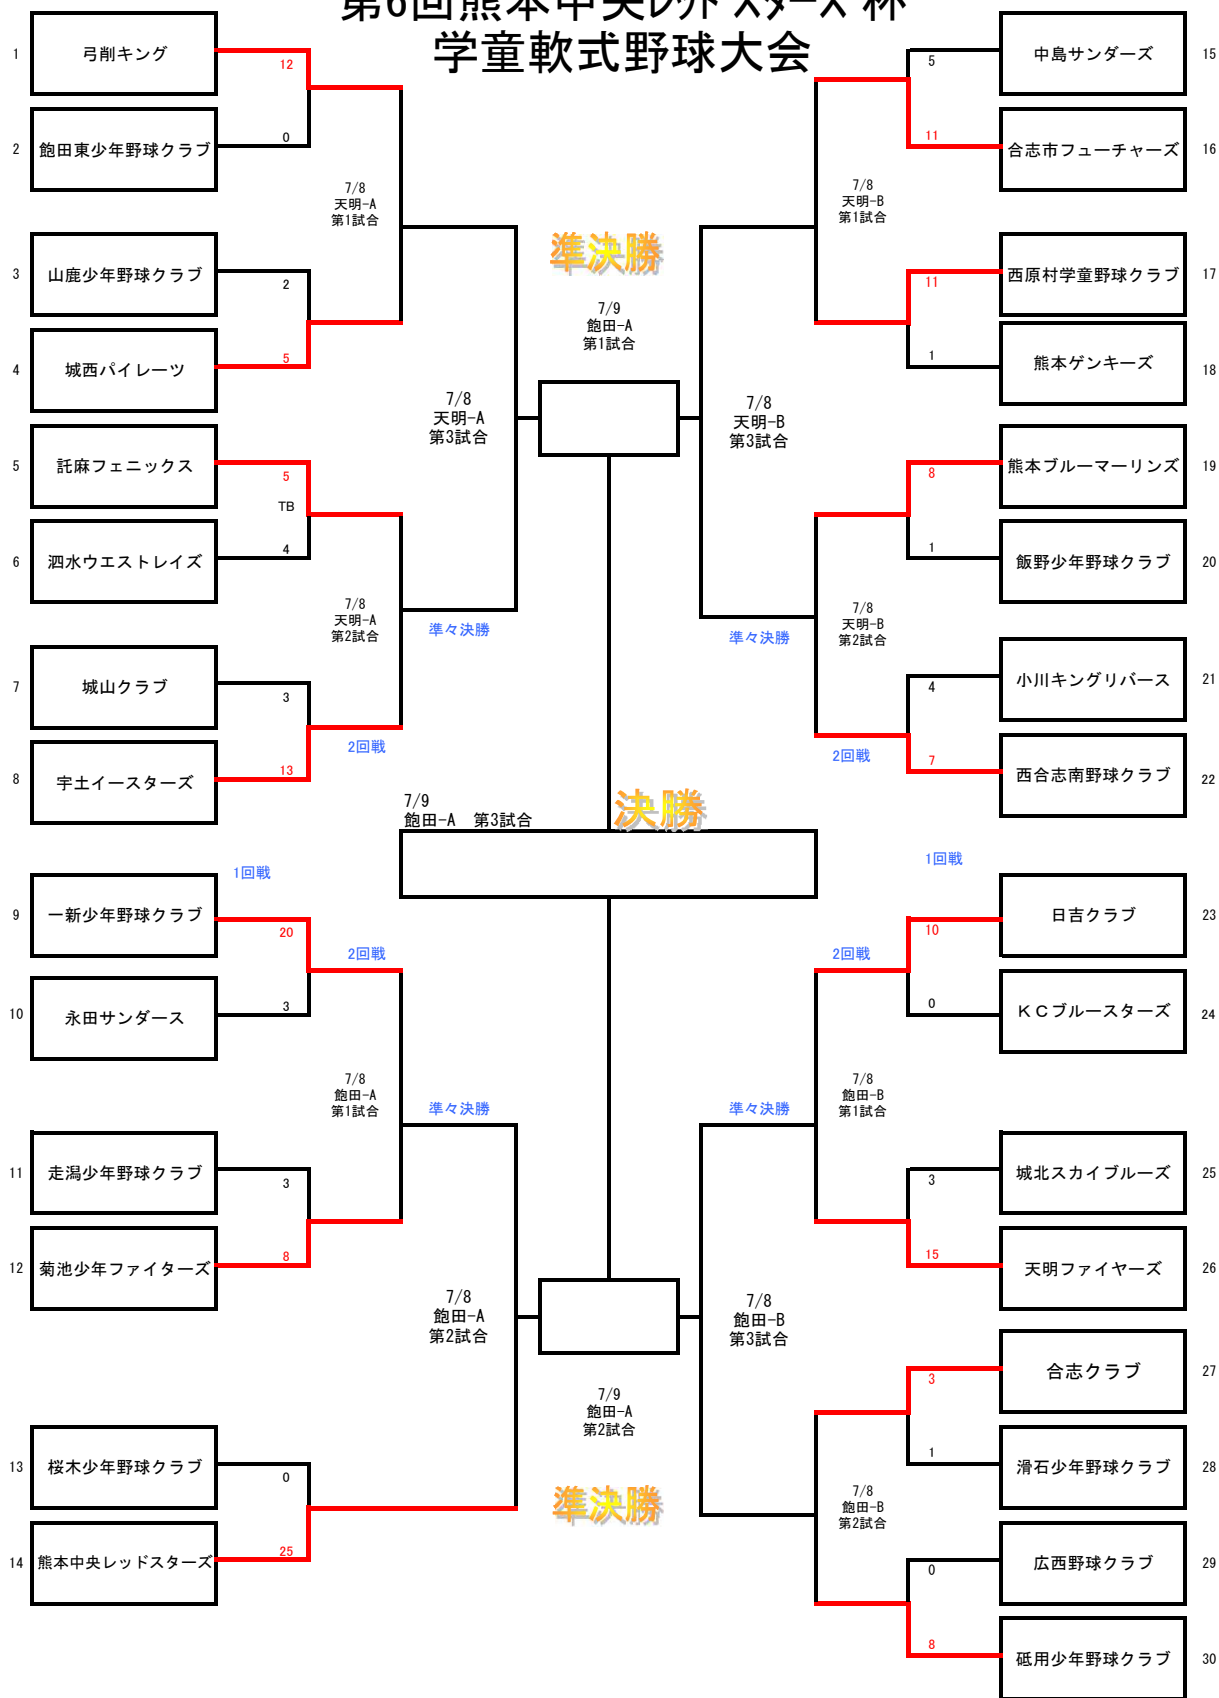 第6回熊本中央レッドスターズ杯
学童軟式野球大会
1
弓削キング
12
2
飽田東少年野球クラブ
0
7/8
天明-A
第1試合
3
山鹿少年野球クラブ
2
4
城西パイレーツ
5
7/8
天明-A
第3試合
5
託麻フェニックス
5
TB
6
泗水ウエストレイズ
4
7/8
天明-A
第2試合
準々決勝
7
城山クラブ
3
2回戦
8
宇土イースターズ
13
1回戦
9
一新少年野球クラブ
20
2回戦
10
永田サンダース
3
7/8
飽田-A
第1試合
準々決勝
11
走潟少年野球クラブ
3
12
菊池少年ファイターズ
8
7/8
飽田-A
第2試合
13
桜木少年野球クラブ
0
14
熊本中央レッドスターズ
25
準決勝
7/9
飽田-A
第1試合
7/9
飽田-A 第3試合
決勝
7/9
飽田-A
第2試合
準決勝
5
中島サンダーズ
15
11
合志市フューチャーズ
16
7/8
天明-B
第1試合
11
西原村学童野球クラブ
17
1
熊本ゲンキーズ
18
7/8
天明-B
第3試合
8
熊本ブルーマーリンズ
19
1
飯野少年野球クラブ
20
7/8
天明-B
第2試合
準々決勝
4
小川キングリバース
21
2回戦
7
西合志南野球クラブ
22
1回戦
10
日吉クラブ
23
2回戦
0
KCブルースターズ
24
7/8
飽田-B
第1試合
準々決勝
3
城北スカイブルーズ
25
15
天明ファイヤーズ
26
7/8
飽田-B
第3試合
3
合志クラブ
27
1
滑石少年野球クラブ
28
7/8
飽田-B
第2試合
0
広西野球クラブ
29
8
砥用少年野球クラブ
30